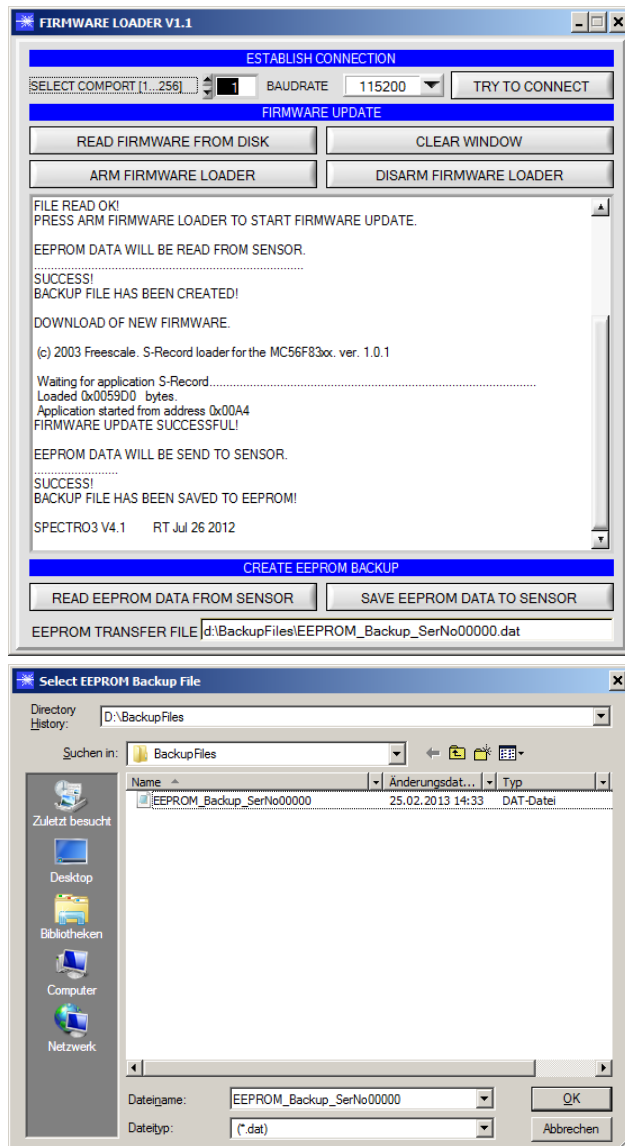 FIRMWARE LOADER V1.1
ESTABLISH CONNECTION
SELECT COMPORT [1...256] 1 BAUDRATE 115200 TRY TO CONNECT
FIRMWARE UPDATE
READ FIRMWARE FROM DISK CLEAR WINDOW
ARM FIRMWARE LOADER DISARM FIRMWARE LOADER
FILE READ OK!
PRESS ARM FIRMWARE LOADER TO START FIRMWARE UPDATE.
EEPROM DATA WILL BE READ FROM SENSOR.
..........................................................................
SUCCESS!
BACKUP FILE HAS BEEN CREATED!
DOWNLOAD OF NEW FIRMWARE.
(c) 2003 Freescale. S-Record loader for the MC56F83xx. ver. 1.0.1
Waiting for application S-Record..........................................................................................
Loaded 0x0059D0 bytes.
Application started from address 0x00A4
FIRMWARE UPDATE SUCCESSFUL!
EEPROM DATA WILL BE SEND TO SENSOR.
.......................
SUCCESS!
BACKUP FILE HAS BEEN SAVED TO EEPROM!
SPECTRO3 V4.1 RT Jul 26 2012
CREATE EEPROM BACKUP
READ EEPROM DATA FROM SENSOR SAVE EEPROM DATA TO SENSOR
EEPROM TRANSFER FILE d:\BackupFiles\EEPROM_Backup_SerNo00000.dat
Select EEPROM Backup File
Directory
History: D:\BackupFiles
Suchen in: BackupFiles
Name Änderungsdat... Typ
EEPROM_Backup_SerNo00000 25.02.2013 14:33 DAT-Datei
Zuletzt besucht
Desktop
Bibliotheken
Computer
Netzwerk
Dateiname: EEPROM_Backup_SerNo00000 OK
Dateityp: (*.dat) Abbrechen